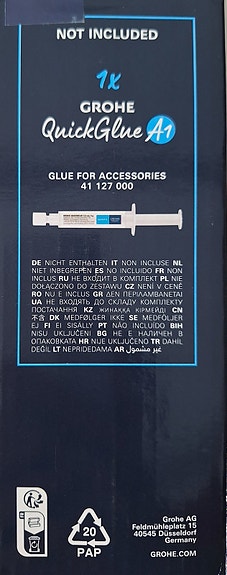 NOT INCLUDED
1x
GROHE
QuickGlue A1
GLUE FOR ACCESSORIES
41 127 000
DE NICHT ENTHALTEN IT NON INCLUSE NL
NIET INBEGREPEN ES NO INCLUIDO FR NON
INCLUS RU НЕ ВХОДИТ В КОМПЛЕКТ PL NIE
DOŁĄCZONO DO ZESTAWU CZ NENÍ V CENĚ
RO NU E INCLUS GR ΔΕΝ ΠΕΡΙΛΑΜΒΑΝΕΤΑΙ
UA НЕ ВХОДЯТЬ ДО СКЛАДУ КОМПЛЕКТУ
ПОСТАЧАННЯ KZ ЖИНАҚҚА КІРМЕЙДІ CN
不含 DK MEDFØLGER IKKE SE MEDFÖLJER
EJ FI EI SISÄLLY PT NÃO INCLUÍDO BIH
NISU UKLJUČENI BG НЕ Е НАЛИЧЕН В
ОПАКОВКАТА HR NIJE UKLJUČENO TR DAHIL
DEĞIL LT NEPRIDEDAMA AR غير مشمول
20
PAP
Grohe AG
Feldmühleplatz 15
40545 Düsseldorf
Germany
GROHE.COM